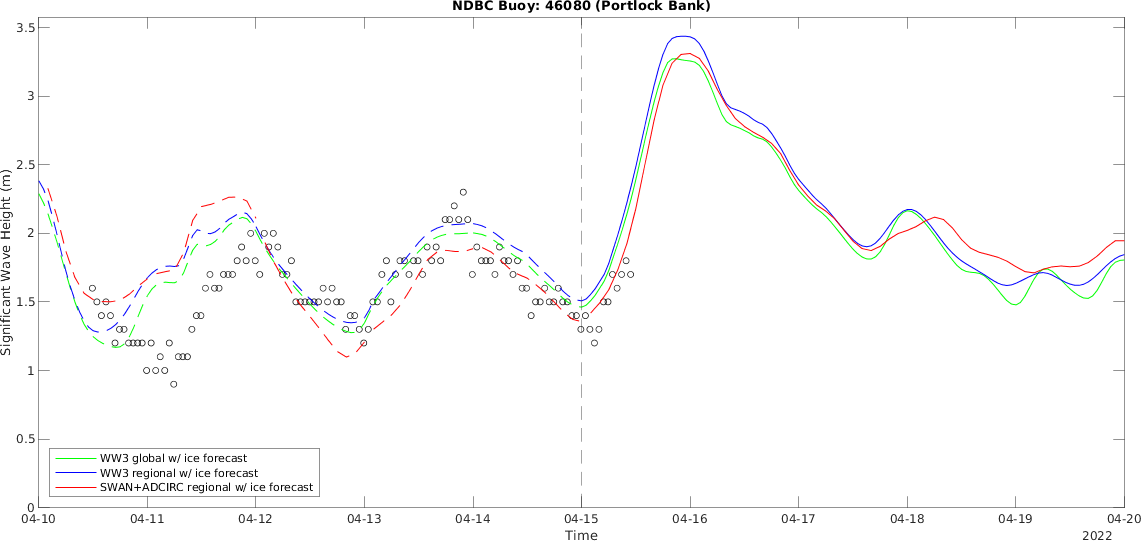 NDBC Buoy: 46080 (Portlock Bank)
3.5
3
2.5
2
1.5
1
0.5
0
Significant Wave Height (m)
WW3 global w/ ice forecast
WW3 regional w/ ice forecast
SWAN+ADCIRC regional w/ ice forecast
04-10 04-11 04-12 04-13 04-14 04-15 04-16 04-17 04-18 04-19 04-20
Time
2022